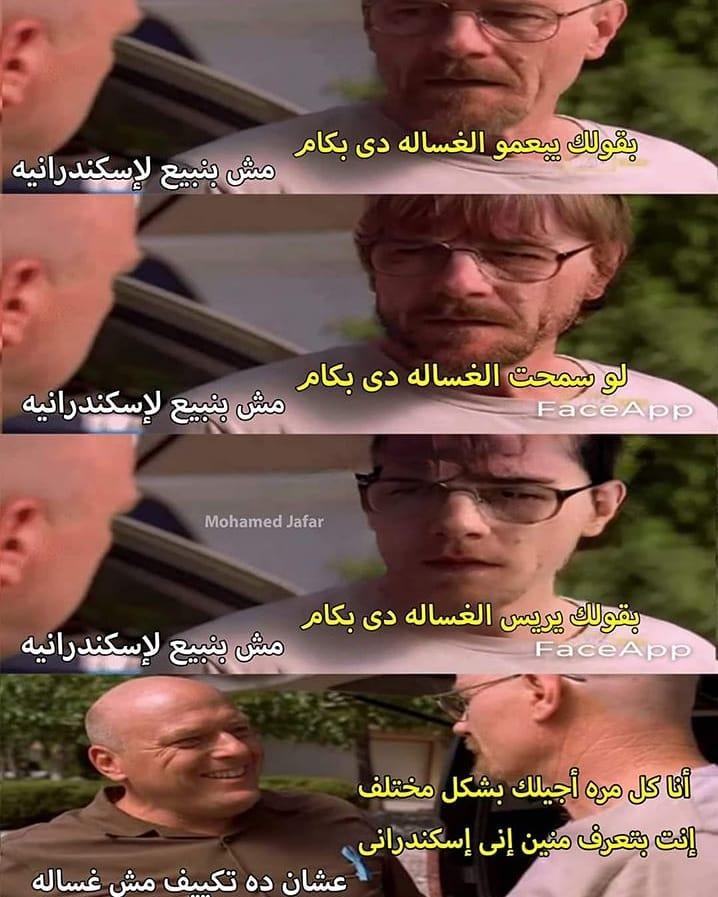 بقولك يبعمو الغساله دى بكام
مش بنبيع لإسكندرانيه
لو سمحت الغساله دى بكام
مش بنبيع لإسكندرانيه
FaceApp
Mohamed Jafar
بقولك يريس الغساله دى بكام
مش بنبيع لإسكندرانيه
FaceApp
أنا كل مره أجيلك بشكل مختلف
إنت بتعرف منين إنى إسكندرانى
عشان ده تكييف مش غساله